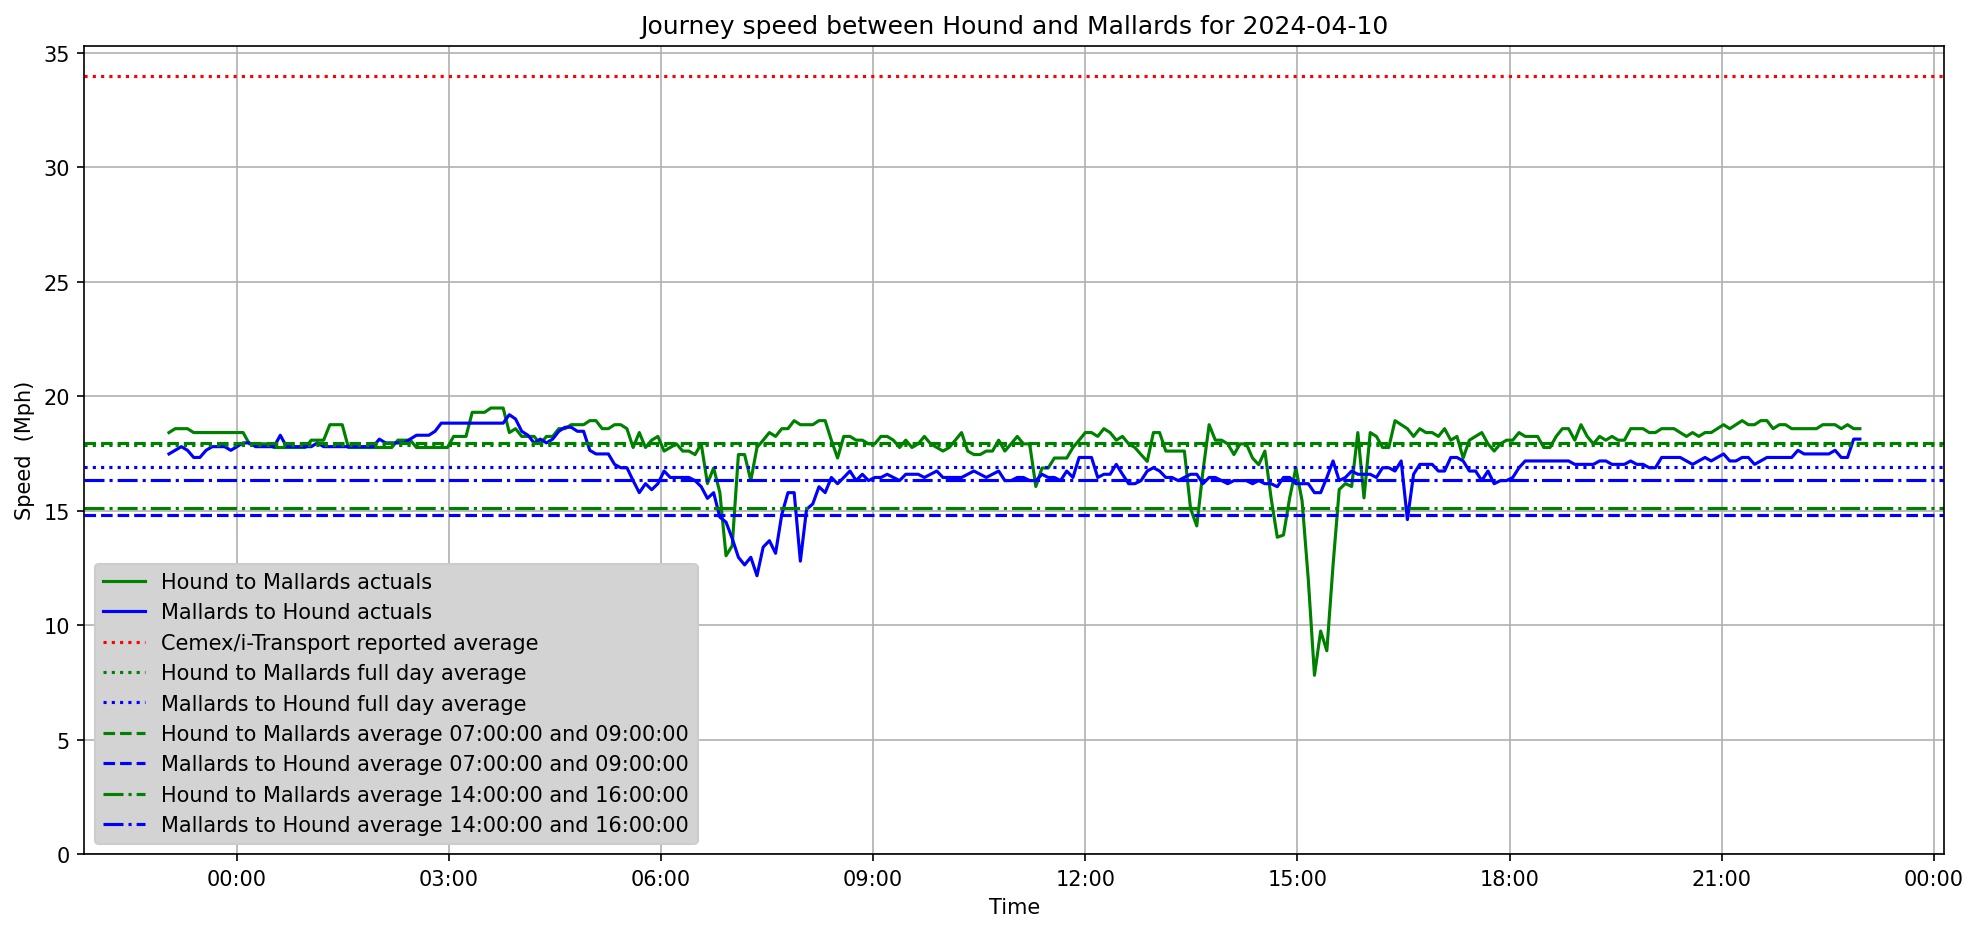 Journey speed between Hound and Mallards for 2024-04-10
35
30
25
20
15
10
5
0
Speed (Mph)
Hound to Mallards actuals
Mallards to Hound actuals
Cemex/i-Transport reported average
Hound to Mallards full day average
Mallards to Hound full day average
Hound to Mallards average 07:00:00 and 09:00:00
Mallards to Hound average 07:00:00 and 09:00:00
Hound to Mallards average 14:00:00 and 16:00:00
Mallards to Hound average 14:00:00 and 16:00:00
00:00 03:00 06:00 09:00 12:00 15:00 18:00 21:00 00:00
Time